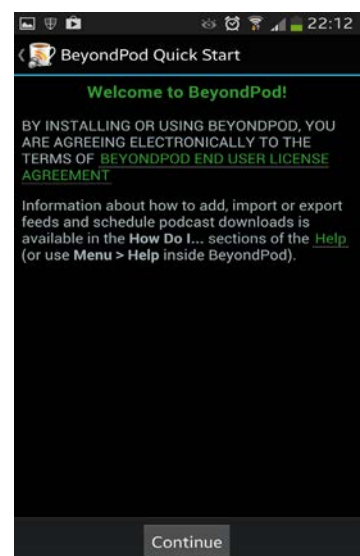 22:12
BeyondPod Quick Start
Welcome to BeyondPod!
BY INSTALLING OR USING BEYONDPOD, YOU
ARE AGREEING ELECTRONICALLY TO THE
TERMS OF BEYONDPOD END USER LICENSE
AGREEMENT
Information about how to add, import or export
feeds and schedule podcast downloads is
available in the How Do I... sections of the Help
(or use Menu > Help inside BeyondPod).
Continue